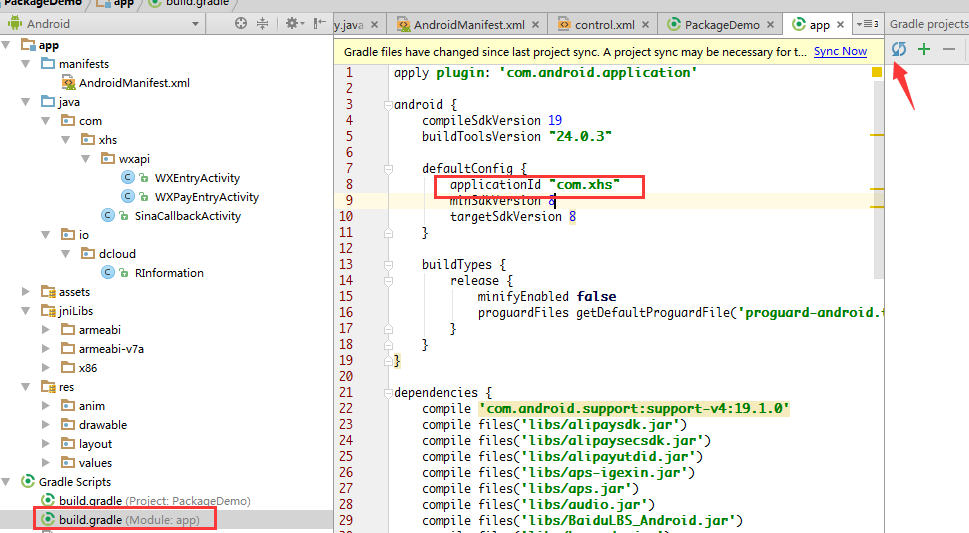 PackageDemo app build.gradle
Android
y.java AndroidManifest.xml control.xml PackageDemo app 3 Gradle projects
Gradle files have changed since last project sync. A project sync may be necessary for t... Sync Now
app
manifests
AndroidManifest.xml
java
com
xhs
wxapi
WXEntryActivity
WXPayEntryActivity
SinaCallbackActivity
io
dcloud
RInformation
assets
jniLibs
armeabi
armeabi-v7a
x86
res
anim
drawable
layout
values
Gradle Scripts
build.gradle (Project: PackageDemo)
build.gradle (Module: app)
1 apply plugin: 'com.android.application'
2
3 android {
4 compileSdkVersion 19
5 buildToolsVersion "24.0.3"
6
7 defaultConfig {
8 applicationId "com.xhs"
9 minSdkVersion 8
10 targetSdkVersion 8
11 }
12
13 buildTypes {
14 release {
15 minifyEnabled false
16 proguardFiles getDefaultProguardFile('proguard-android.t
17 }
18 }
19 }
20
21 dependencies {
22 compile 'com.android.support:support-v4:19.1.0'
23 compile files('libs/alipaysdk.jar')
24 compile files('libs/alipaysecsdk.jar')
25 compile files('libs/alipayutdid.jar')
26 compile files('libs/aps-igexin.jar')
27 compile files('libs/aps.jar')
28 compile files('libs/audio.jar')
29 compile files('libs/BaiduLBS_Android.jar')